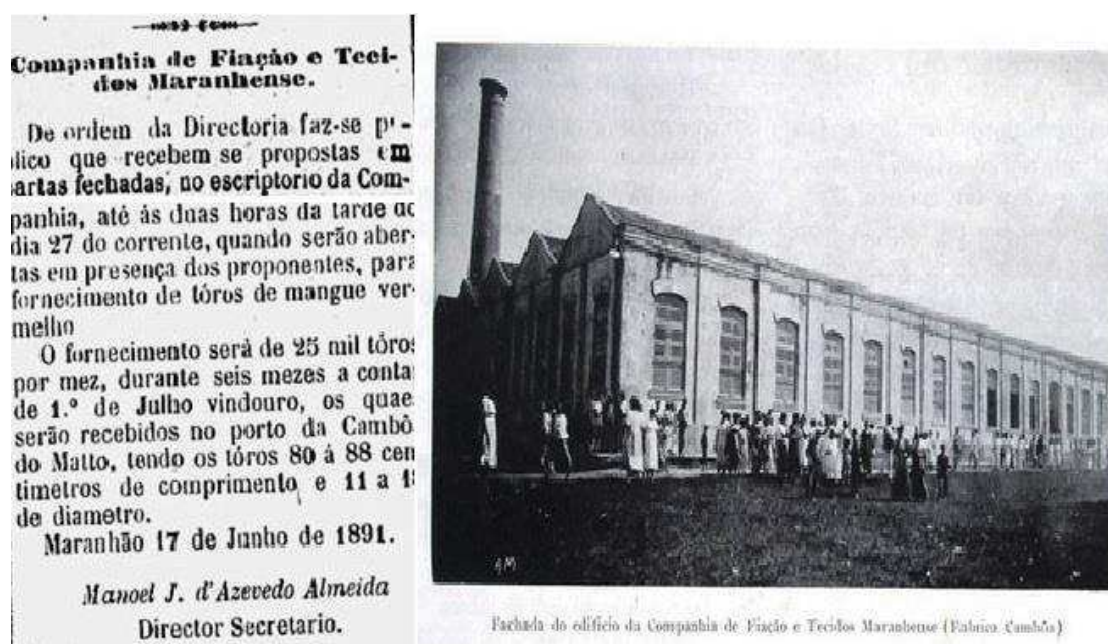 Companhia de Fiação e Teci-
dos Maranhense.
De ordem da Directoria faz-se
lico que recebem se propostas em
artas fechadas, no escriptorio da Com-
panhia, até ás duas horas da tarde do
dia 27 do corrente, quando serão aber-
tas em presença dos proponentes, para
fornecimento de tóros de mangue ver-
melho
O fornecimento será de 25 mil tóros
por mez, durante seis mezes a conta
de 1.º de Julho vindouro, os quae
serão recebidos no porto da Cambôa
do Matto, tendo os tóros 80 á 88 cen
timetros de comprimento e 11 a
de diametro.
Maranhão 17 de Junho de 1891.
Manoel J. d'Azevedo Almeida
Director Secretario.
AM
Fachada do edificio da Companhia de Fiação e Tecidos Maranhense (Fabrica Cambôa)